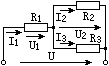 R₂
R₁
I₂
I₁
U₁
U₂
I₃
R₃
U